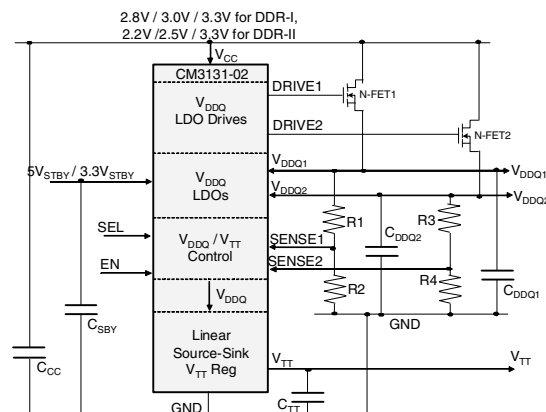 2.8V / 3.0V / 3.3V for DDR-I,
2.2V /2.5V / 3.3V for DDR-II
VCC
CM3131-02
DRIVE1
N-FET1
VDDQ
LDO Drives
DRIVE2
N-FET2
5VSTBY / 3.3VSTBY
VDDQ
LDOs
VDDQ1
VDDQ1
VDDQ2
VDDQ2
SEL
R1
R3
VDDQ / VTT
Control
SENSE1
CDDQ2
EN
SENSE2
R2
R4
CDDQ1
VDDQ
GND
CSBY
Linear
Source-Sink
VTT Reg
VTT
VTT
CCC
GND
CTT